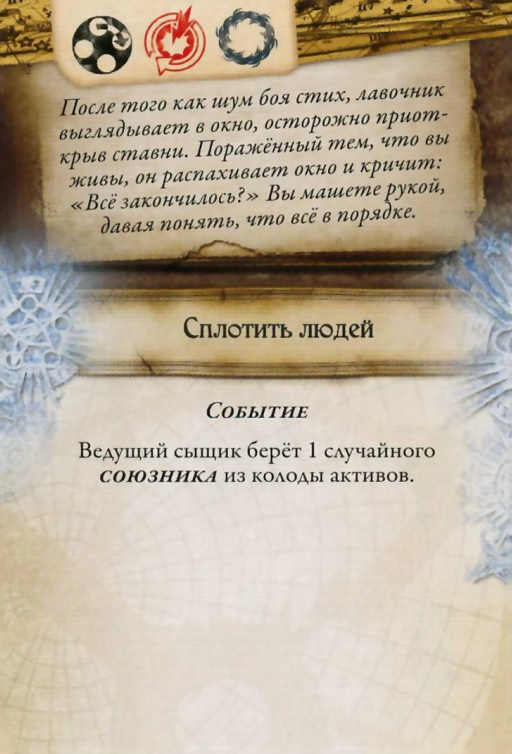 После того как шум боя стих, лавочник
выглядывает в окно, осторожно приот-
крыв ставни. Поражённый тем, что вы
живы, он распахивает окно и кричит:
«Всё закончилось?» Вы машете рукой,
давая понять, что всё в порядке.
Сплотить людей
Событие
Ведущий сыщик берёт 1 случайного
союзника из колоды активов.